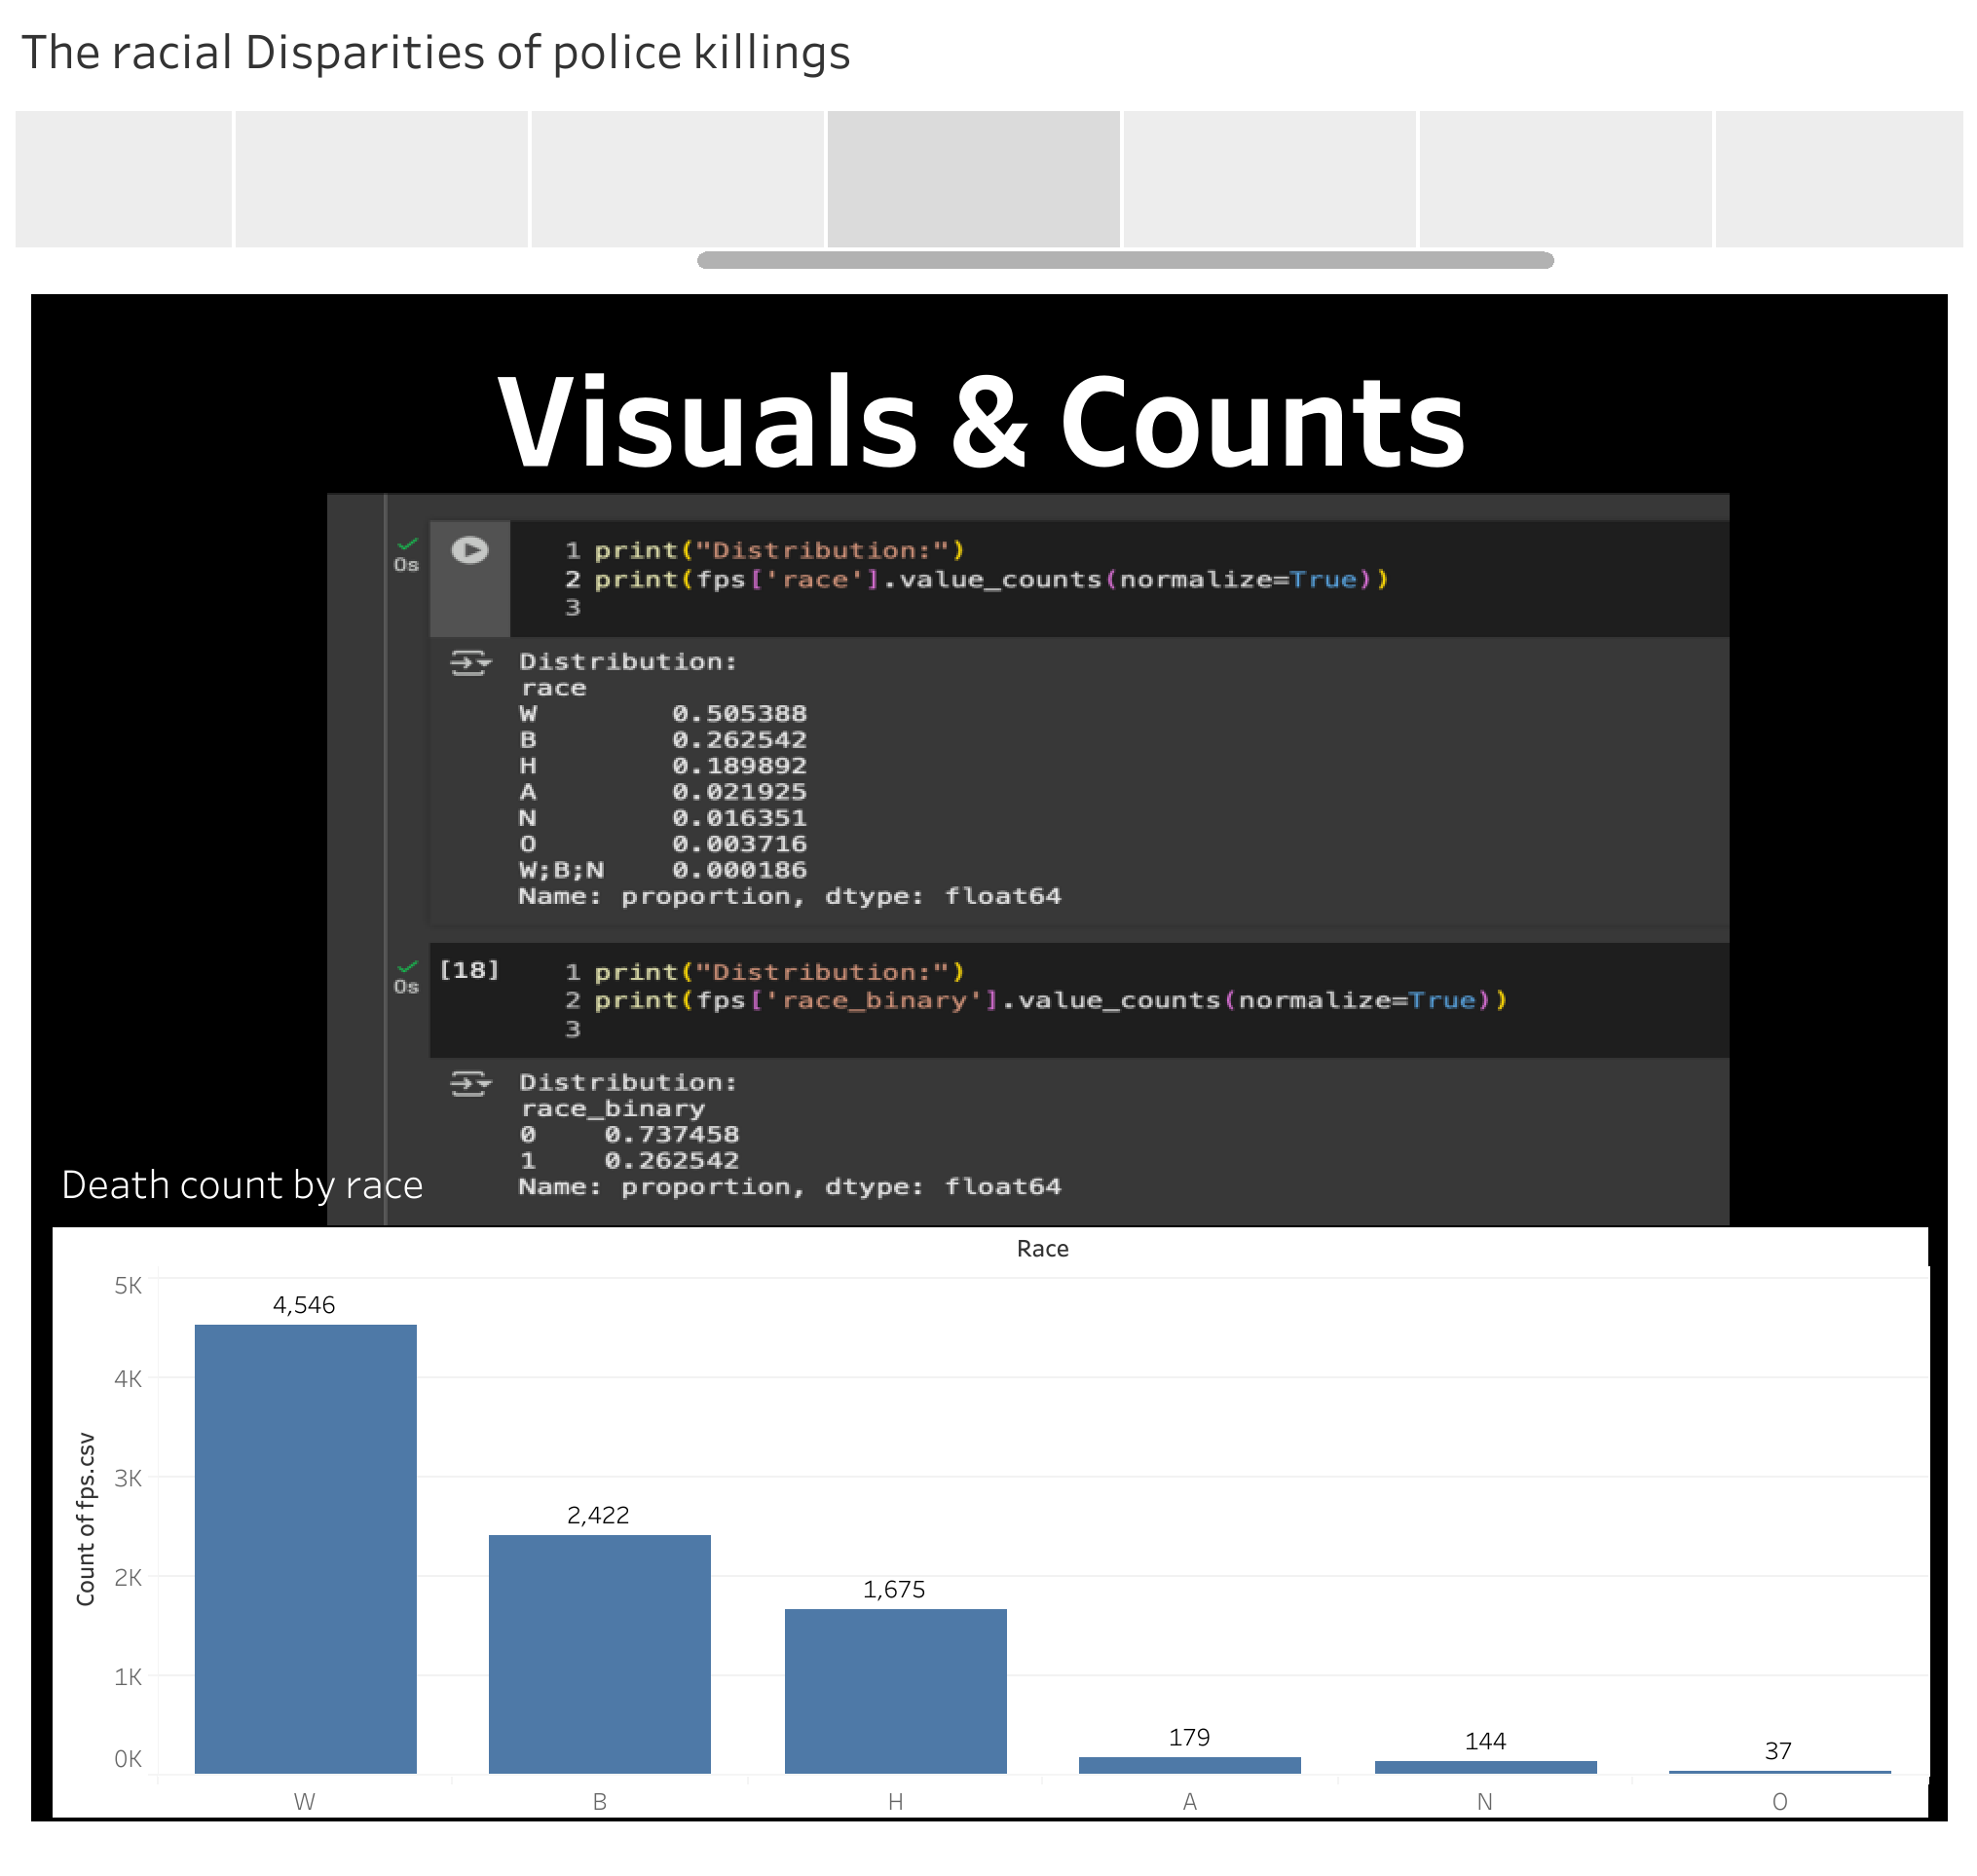 The racial Disparities of police killings
Visuals & Counts
0s
1 print("Distribution:")
2 print(fps['race'].value_counts(normalize=True))
3
Distribution:
race
W 0.505388
B 0.262542
H 0.189892
A 0.021925
N 0.016351
O 0.003716
W;B;N 0.000186
Name: proportion, dtype: float64
0s
[18]
1 print("Distribution:")
2 print(fps['race_binary'].value_counts(normalize=True))
3
Distribution:
race_binary
0 0.737458
1 0.262542
Name: proportion, dtype: float64
Death count by race
Race
Count of fps.csv
5K
4K
3K
2K
1K
0K
4,546
2,422
1,675
179
144
37
W B H A N O